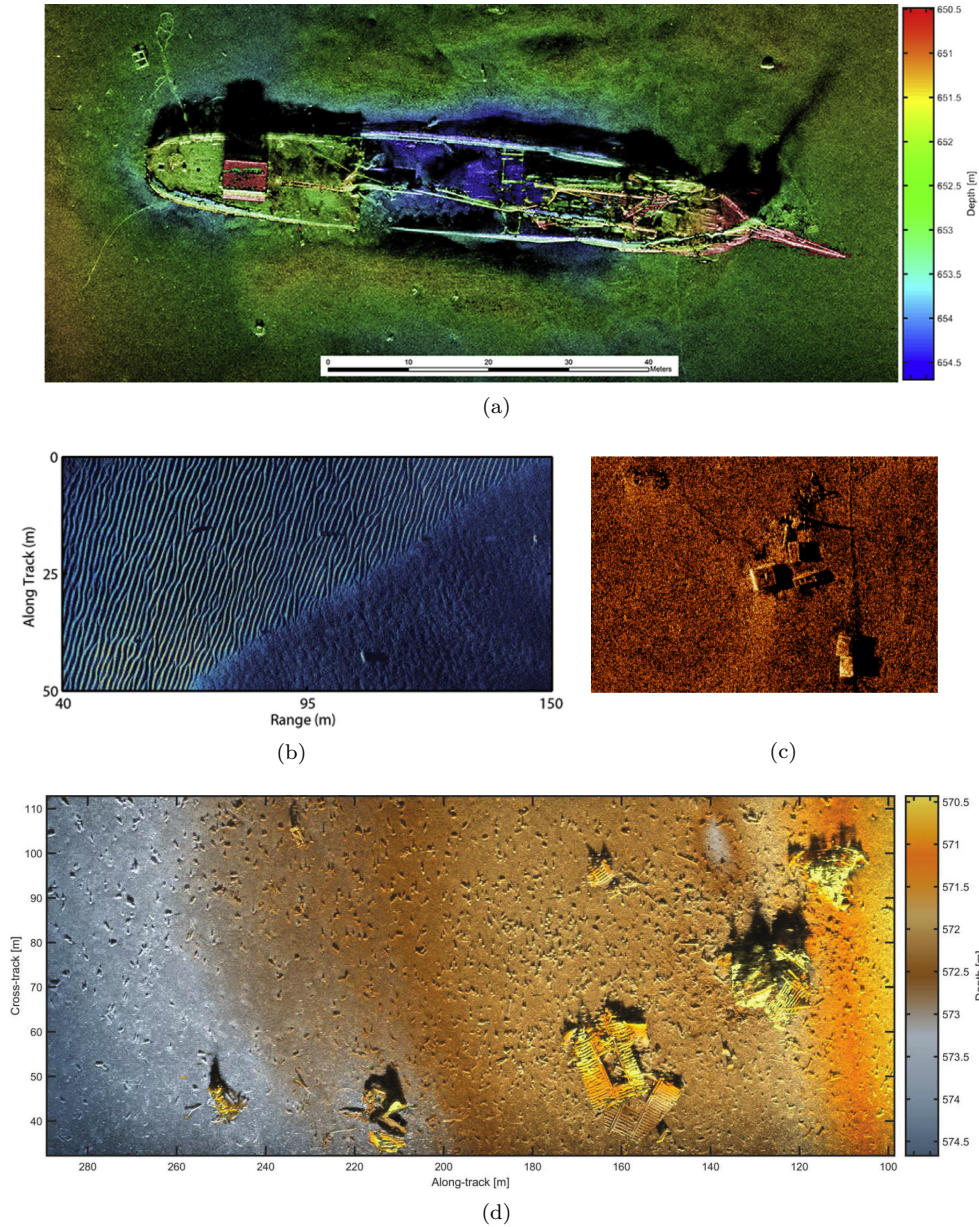 650.5
651
651.5
652
652.5
653
653.5
654
654.5
Depth [m]
0 10 20 30 40
Meters
(a)
0
25
50
Along Track (m)
40 95 150
Range (m)
(b)
(c)
110
100
90
80
70
60
50
40
Cross-track [m]
280 260 240 220 200 180 160 140 120 100
Along-track [m]
570.5
571
571.5
572
572.5
573
573.5
574
574.5
Depth [m]
(d)